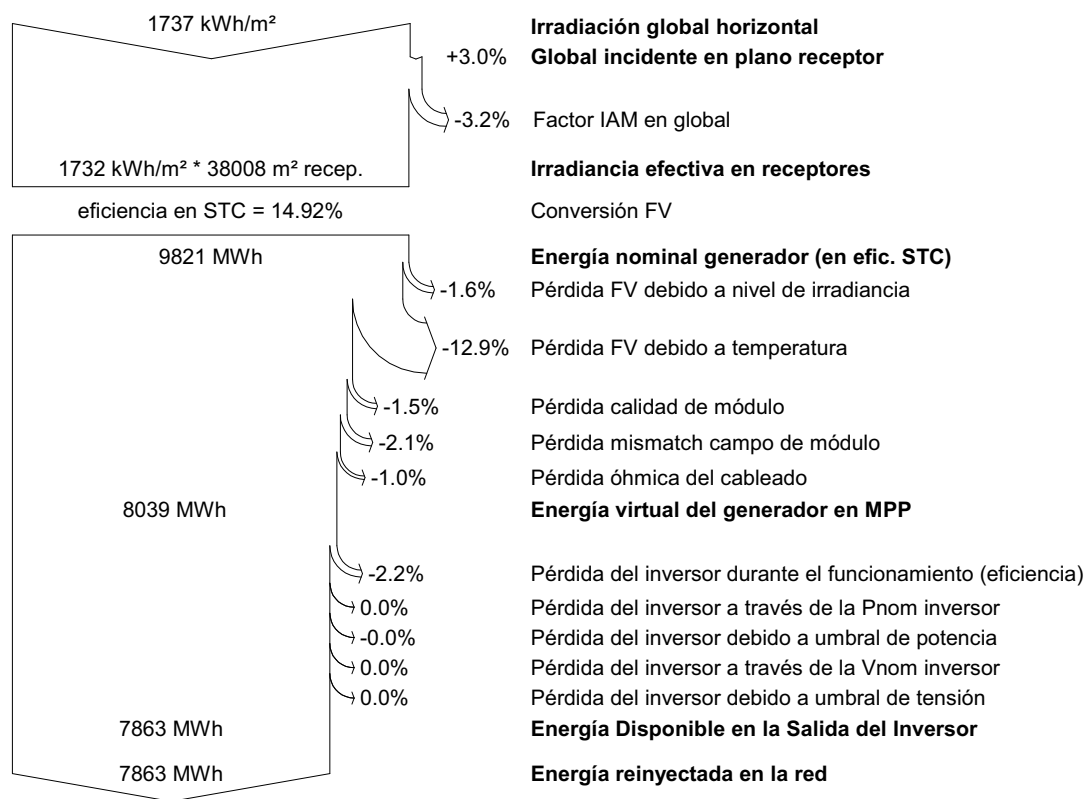 1737 kWh/m² Irradiación global horizontal
+3.0% Global incidente en plano receptor
-3.2% Factor IAM en global
1732 kWh/m² * 38008 m² recep. Irradiancia efectiva en receptores
eficiencia en STC = 14.92% Conversión FV
9821 MWh Energía nominal generador (en efic. STC)
-1.6% Pérdida FV debido a nivel de irradiancia
-12.9% Pérdida FV debido a temperatura
-1.5% Pérdida calidad de módulo
-2.1% Pérdida mismatch campo de módulo
-1.0% Pérdida óhmica del cableado
8039 MWh Energía virtual del generador en MPP
-2.2% Pérdida del inversor durante el funcionamiento (eficiencia)
0.0% Pérdida del inversor a través de la Pnom inversor
-0.0% Pérdida del inversor debido a umbral de potencia
0.0% Pérdida del inversor a través de la Vnom inversor
0.0% Pérdida del inversor debido a umbral de tensión
7863 MWh Energía Disponible en la Salida del Inversor
7863 MWh Energía reinyectada en la red